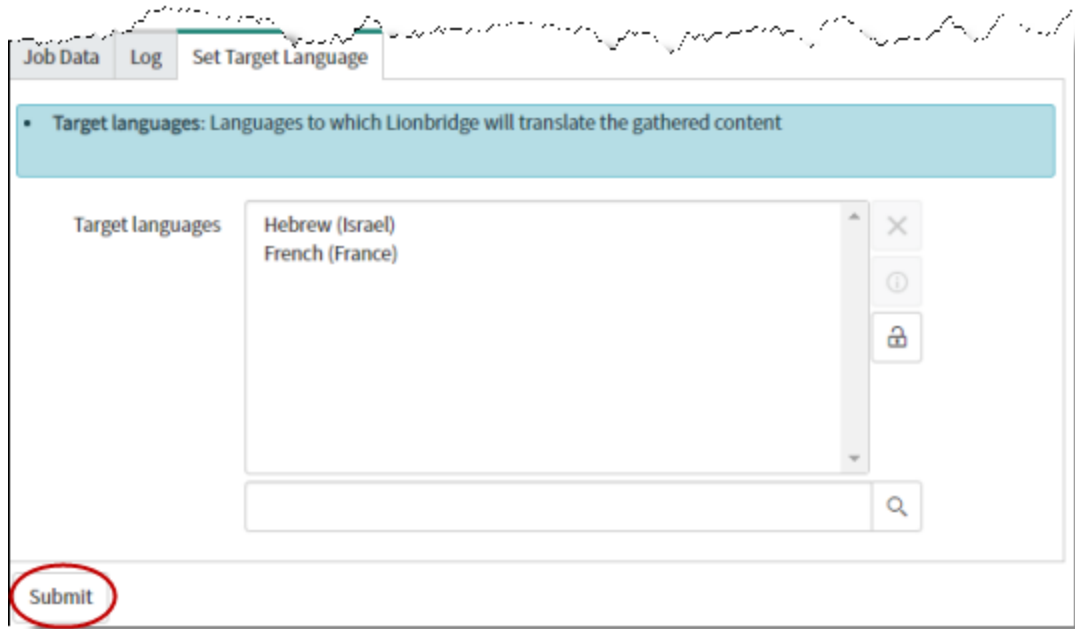 Job Data Log Set Target Language
• Target languages: Languages to which Lionbridge will translate the gathered content
Target languages
Hebrew (Israel)
French (France)
Submit